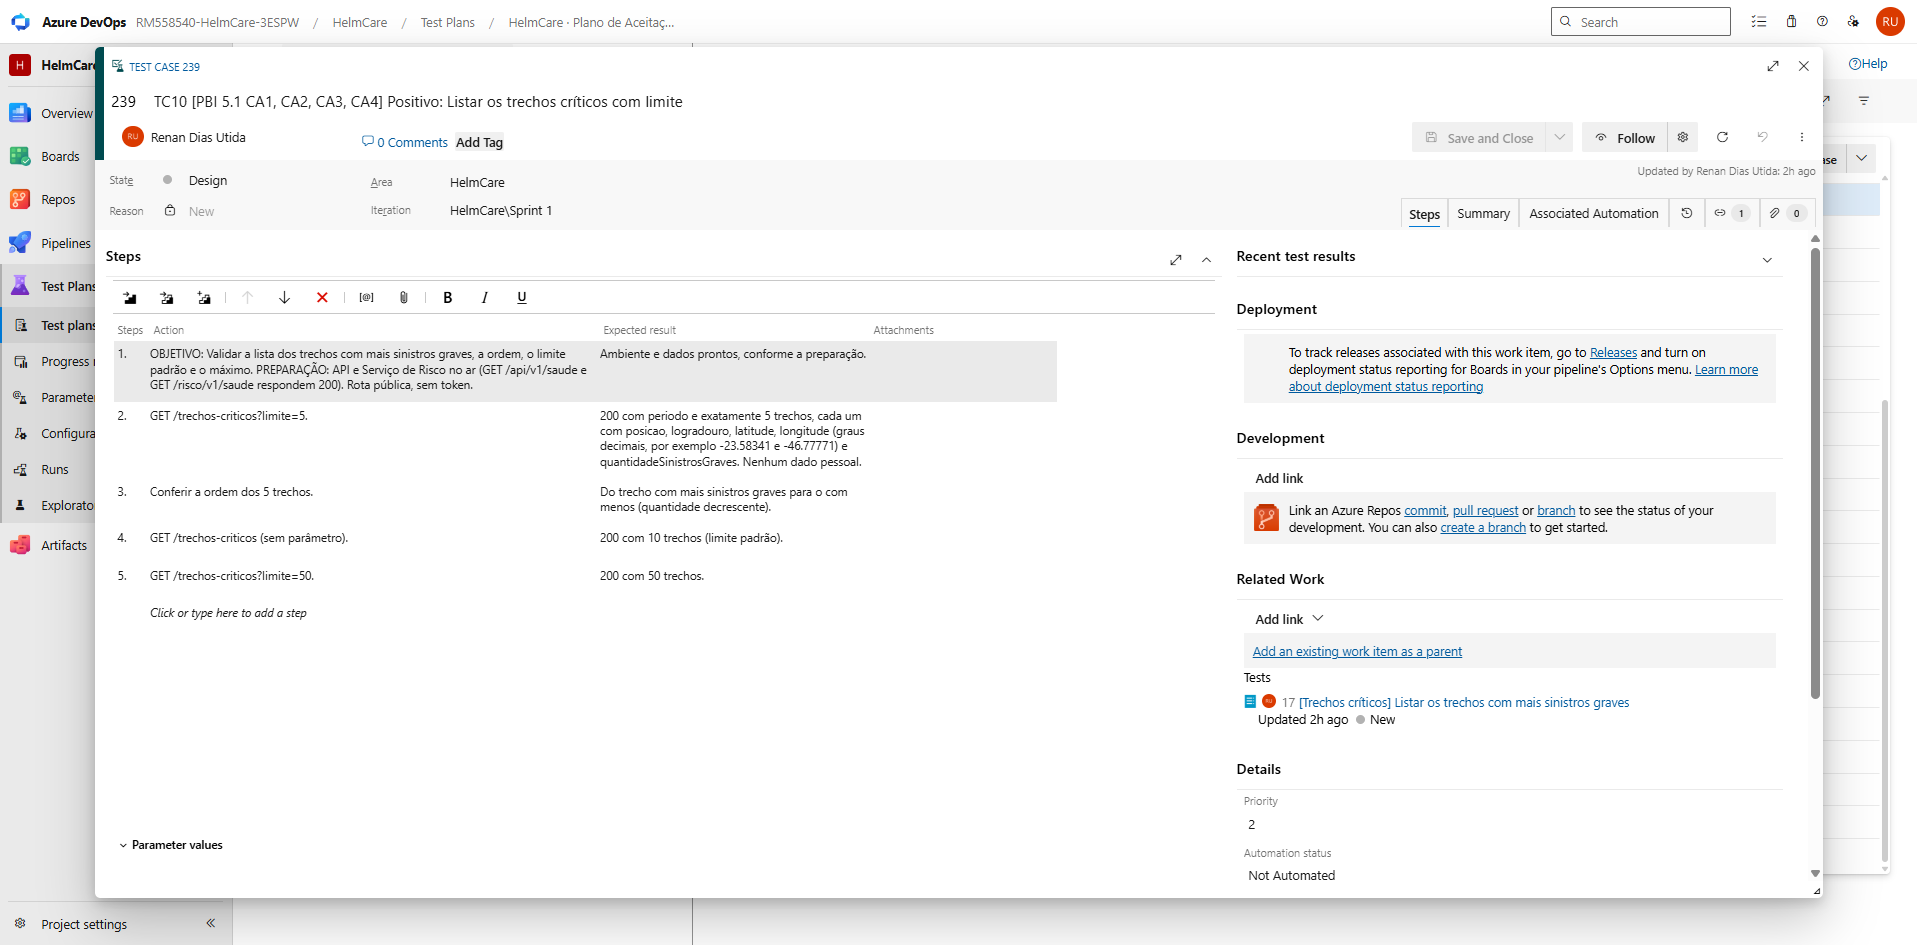 Azure DevOps RM558540-HelmCare-3ESPW / HelmCare / Test Plans / HelmCare · Plano de Aceitaç...
Search
RU
H HelmCare
Help
Overview
Boards
Repos
Pipelines
Test Plans
Test plans
Progress r
Parameter
Configura
Runs
Explorato
Artifacts
Project settings
TEST CASE 239
239 TC10 [PBI 5.1 CA1, CA2, CA3, CA4] Positivo: Listar os trechos críticos com limite
RU Renan Dias Utida
0 Comments
Add Tag
Save and Close
Follow
State Design
Area HelmCare
Reason New
Iteration HelmCare\Sprint 1
Updated by Renan Dias Utida: 2h ago
Steps Summary Associated Automation 1 0
ase
Steps
B I U
Steps Action Expected result Attachments
1. OBJETIVO: Validar a lista dos trechos com mais sinistros graves, a ordem, o limite
padrão e o máximo. PREPARAÇÃO: API e Serviço de Risco no ar (GET /api/v1/saude e
GET /risco/v1/saude respondem 200). Rota pública, sem token.
Ambiente e dados prontos, conforme a preparação.
2. GET /trechos-criticos?limite=5.
200 com periodo e exatamente 5 trechos, cada um
com posicao, logradouro, latitude, longitude (graus
decimais, por exemplo -23.58341 e -46.77771) e
quantidadeSinistrosGraves. Nenhum dado pessoal.
3. Conferir a ordem dos 5 trechos.
Do trecho com mais sinistros graves para o com
menos (quantidade decrescente).
4. GET /trechos-criticos (sem parâmetro).
200 com 10 trechos (limite padrão).
5. GET /trechos-criticos?limite=50.
200 com 50 trechos.
Click or type here to add a step
Parameter values
Recent test results
Deployment
To track releases associated with this work item, go to Releases and turn on
deployment status reporting for Boards in your pipeline's Options menu. Learn more
about deployment status reporting
Development
Add link
Link an Azure Repos commit, pull request or branch to see the status of your
development. You can also create a branch to get started.
Related Work
Add link
Add an existing work item as a parent
Tests
17 [Trechos críticos] Listar os trechos com mais sinistros graves
Updated 2h ago New
Details
Priority
2
Automation status
Not Automated